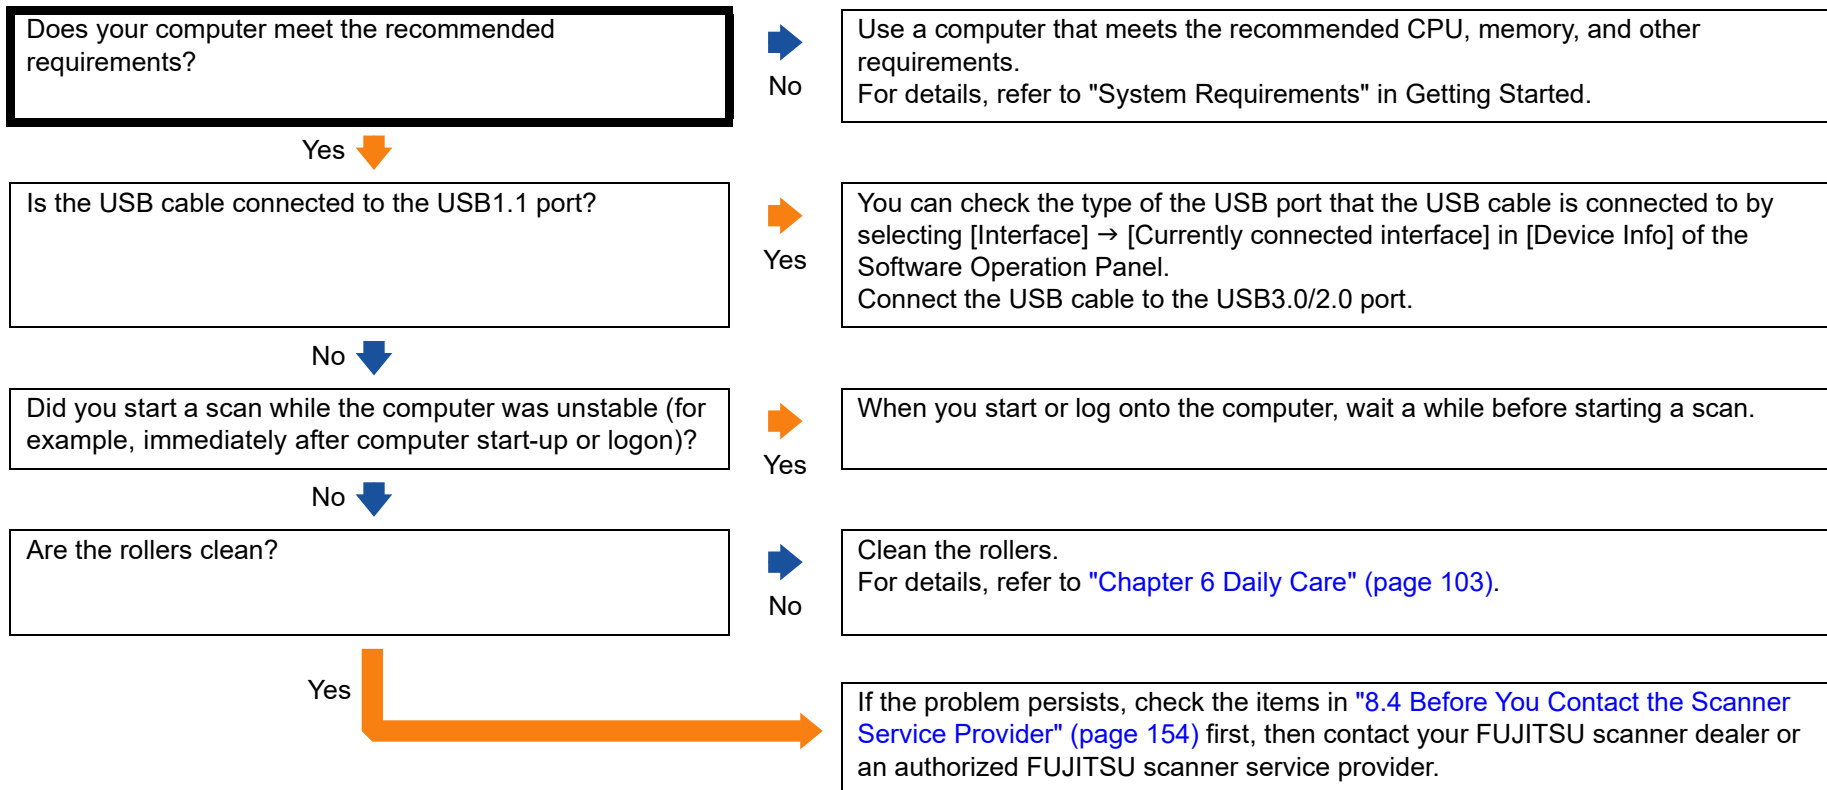 Does your computer meet the recommended
requirements?
No
Use a computer that meets the recommended CPU, memory, and other
requirements.
For details, refer to "System Requirements" in Getting Started.
Yes
Is the USB cable connected to the USB1.1 port?
Yes
You can check the type of the USB port that the USB cable is connected to by
selecting [Interface] → [Currently connected interface] in [Device Info] of the
Software Operation Panel.
Connect the USB cable to the USB3.0/2.0 port.
No
Did you start a scan while the computer was unstable (for
example, immediately after computer start-up or logon)?
Yes
When you start or log onto the computer, wait a while before starting a scan.
No
Are the rollers clean?
No
Clean the rollers.
For details, refer to "Chapter 6 Daily Care" (page 103).
Yes
If the problem persists, check the items in "8.4 Before You Contact the Scanner
Service Provider" (page 154) first, then contact your FUJITSU scanner dealer or
an authorized FUJITSU scanner service provider.